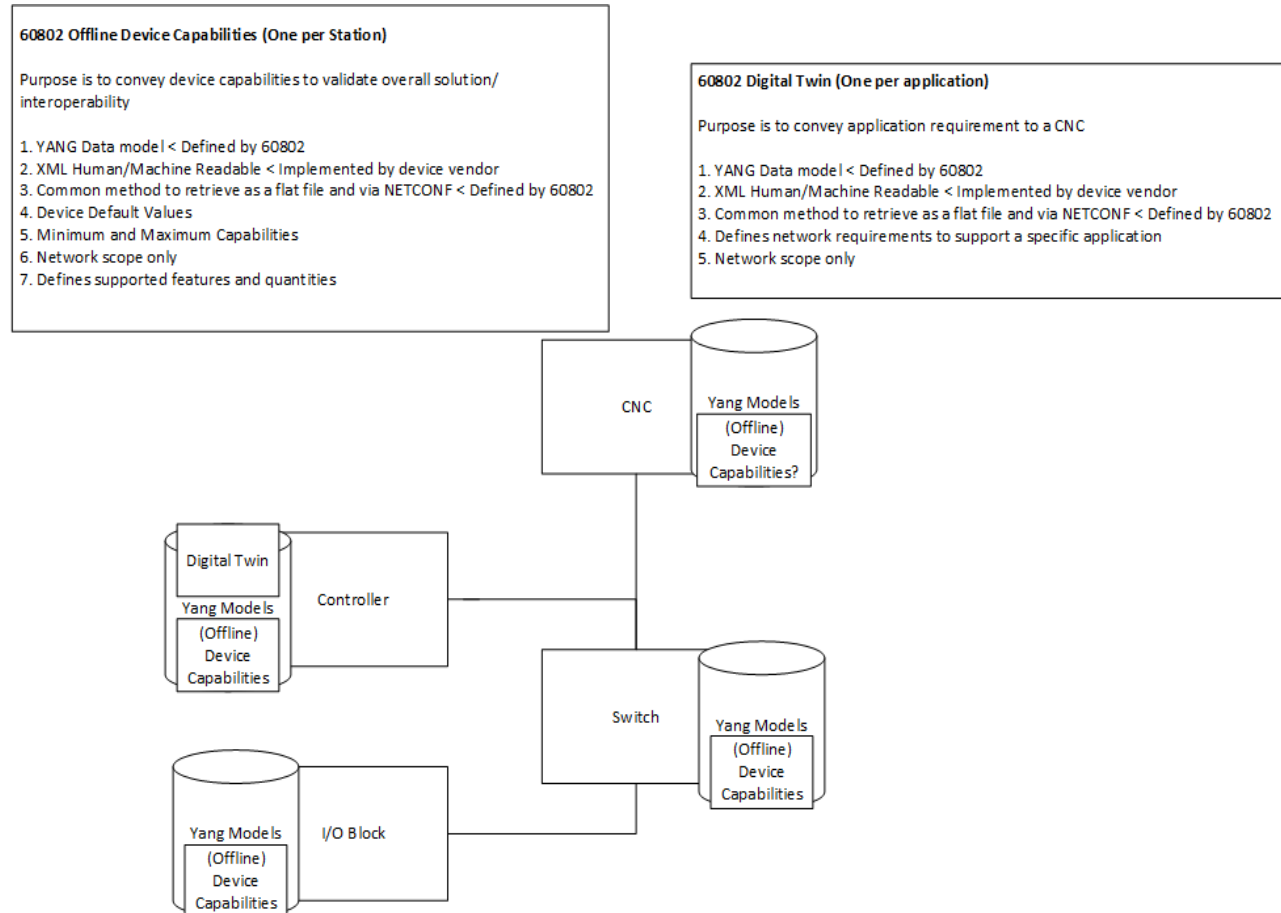 60802 Offline Device Capabilities (One per Station)
Purpose is to convey device capabilities to validate overall solution/
interoperability
1. YANG Data model < Defined by 60802
2. XML Human/Machine Readable < Implemented by device vendor
3. Common method to retrieve as a flat file and via NETCONF < Defined by 60802
4. Device Default Values
5. Minimum and Maximum Capabilities
6. Network scope only
7. Defines supported features and quantities
60802 Digital Twin (One per application)
Purpose is to convey application requirement to a CNC
1. YANG Data model < Defined by 60802
2. XML Human/Machine Readable < Implemented by device vendor
3. Common method to retrieve as a flat file and via NETCONF < Defined by 60802
4. Defines network requirements to support a specific application
5. Network scope only
CNC
Yang Models
(Offline)
Device
Capabilities?
Digital Twin
Yang Models
(Offline)
Device
Capabilities
Controller
Switch
Yang Models
(Offline)
Device
Capabilities
Yang Models
(Offline)
Device
Capabilities
I/O Block